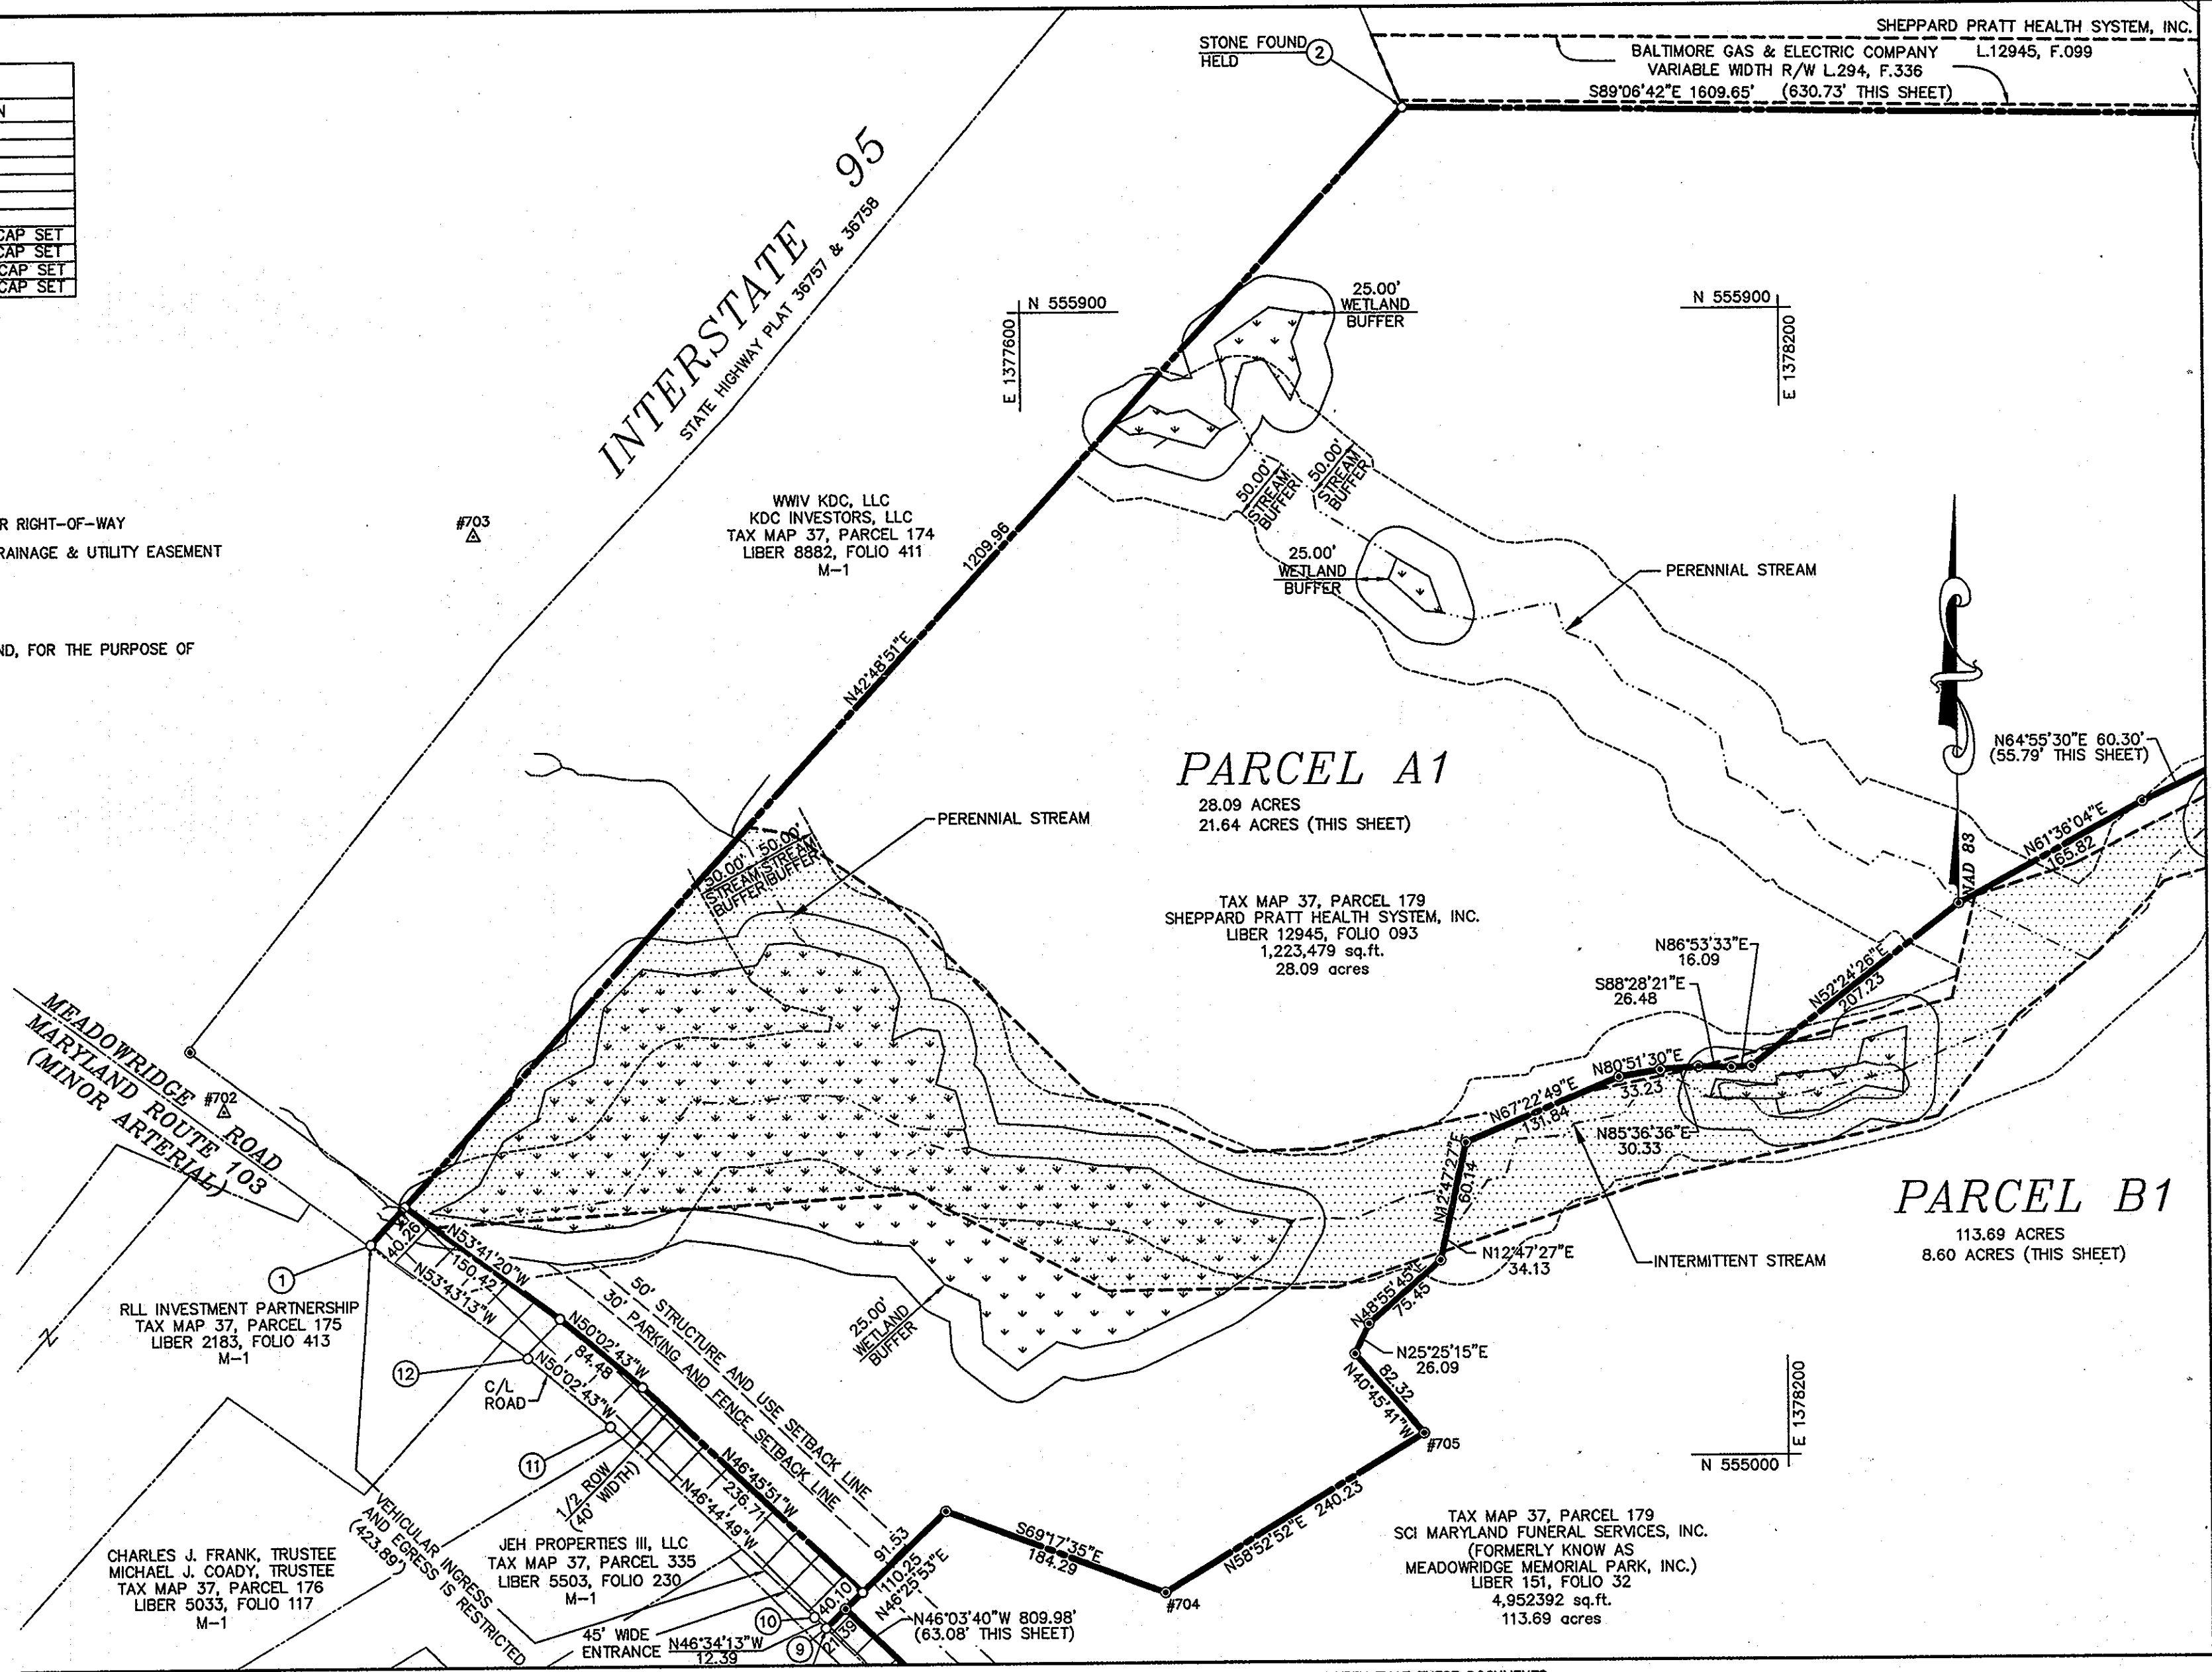 N
CAP SET
CAP SET
CAP SET
CAP SET
R RIGHT-OF-WAY
RAINAGE & UTILITY EASEMENT
ND, FOR THE PURPOSE OF
STONE FOUND
HELD
2
SHEPPARD PRATT HEALTH SYSTEM, INC.
BALTIMORE GAS & ELECTRIC COMPANY L.12945, F.099
VARIABLE WIDTH R/W L.294, F.336
S89°06'42"E 1609.65' (630.73' THIS SHEET)
INTERSTATE 95
STATE HIGHWAY PLAT 36757 & 36758
N 555900
E 1377600
25.00'
WETLAND
BUFFER
N 555900
E 1378200
#703
WWIV KDC, LLC
KDC INVESTORS, LLC
TAX MAP 37, PARCEL 174
LIBER 8882, FOLIO 411
M-1
1209.96
N42°48'51"E
50.00'
STREAM
BUFFER
50.00'
STREAM
BUFFER
25.00'
WETLAND
BUFFER
PERENNIAL STREAM
PARCEL A1
28.09 ACRES
21.64 ACRES (THIS SHEET)
PERENNIAL STREAM
50.00'
STREAM
BUFFER
50.00'
STREAM
BUFFER
TAX MAP 37, PARCEL 179
SHEPPARD PRATT HEALTH SYSTEM, INC.
LIBER 12945, FOLIO 093
1,223,479 sq.ft.
28.09 acres
N64°55'30"E 60.30'
(55.79' THIS SHEET)
N61°36'04"E
165.82
NAD 88
N86°53'33"E
16.09
S88°28'21"E
26.48
N52°24'26"E
207.23
N80°51'30"E
33.23
N67°22'49"E
131.84
N85°36'36"E
30.33
N12°47'27"E
60.14
MEADOWRIDGE ROAD
MARYLAND ROUTE 103
(MINOR ARTERIAL)
#702
PARCEL B1
113.69 ACRES
8.60 ACRES (THIS SHEET)
INTERMITTENT STREAM
N12°47'27"E
34.13
N48°55'45"E
75.45
N25°25'15"E
26.09
82.32
N40°45'41"W
#705
40.26
N53°41'20"W
150.42
N53°43'13"W
1
RLL INVESTMENT PARTNERSHIP
TAX MAP 37, PARCEL 175
LIBER 2183, FOLIO 413
M-1
50' STRUCTURE AND USE SETBACK LINE
30' PARKING AND FENCE SETBACK LINE
25.00'
WETLAND
BUFFER
N50°02'43"W
84.48
N50°02'43"W
12
C/L
ROAD
11
1/2 ROW
(40' WIDTH)
N46°45'51"W
236.71
N46°44'49"W
E 1378200
N 555000
VEHICULAR INGRESS
AND EGRESS IS RESTRICTED
(423.89')
CHARLES J. FRANK, TRUSTEE
MICHAEL J. COADY, TRUSTEE
TAX MAP 37, PARCEL 176
LIBER 5033, FOLIO 117
M-1
JEH PROPERTIES III, LLC
TAX MAP 37, PARCEL 335
LIBER 5503, FOLIO 230
M-1
91.53
110.25
N46°25'53"E
S69°17'35"E
184.29
N58°52'52"E 240.23
#704
TAX MAP 37, PARCEL 179
SCI MARYLAND FUNERAL SERVICES, INC.
(FORMERLY KNOW AS
MEADOWRIDGE MEMORIAL PARK, INC.)
LIBER 151, FOLIO 32
4,952392 sq.ft.
113.69 acres
40.10
10
9
21.39
45' WIDE
ENTRANCE
N46°34'13"W
12.39
N46°03'40"W 809.98'
(63.08' THIS SHEET)